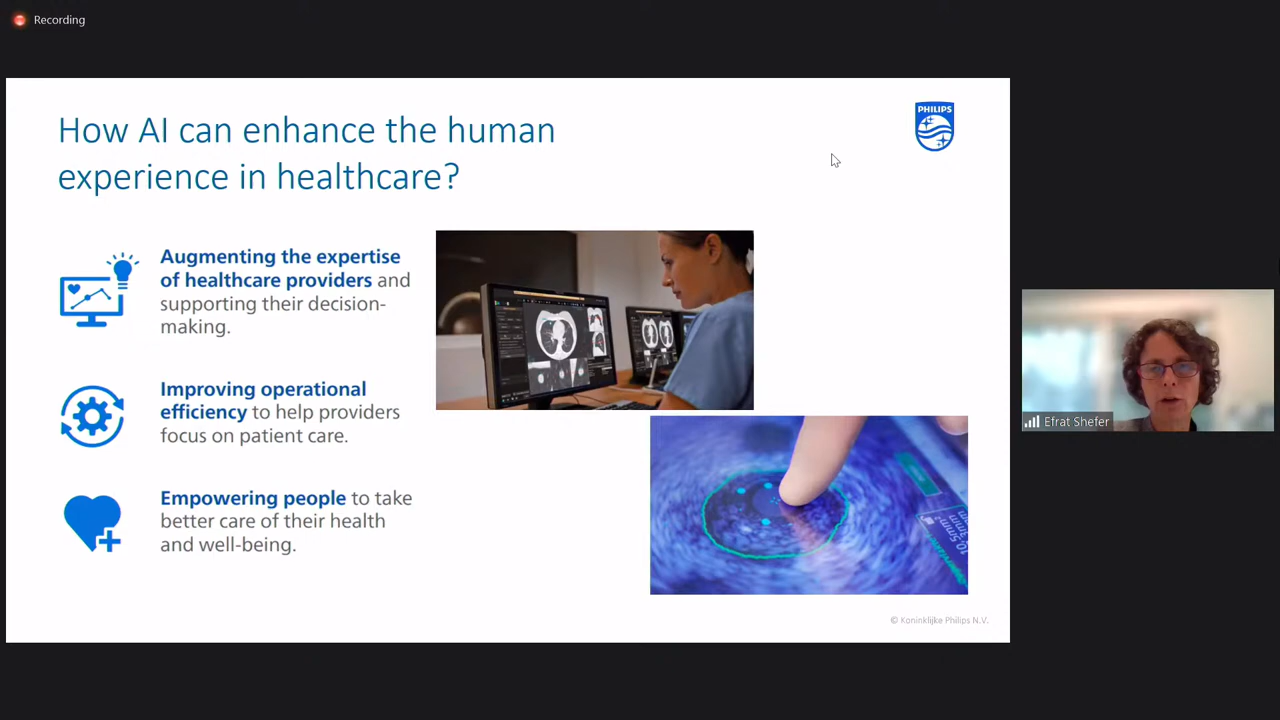 Recording
PHILIPS
How AI can enhance the human
experience in healthcare?
Augmenting the expertise
of healthcare providers and
supporting their decision-
making.
Improving operational
efficiency to help providers
focus on patient care.
Empowering people to take
better care of their health
and well-being.
10.5mm
© Koninklijke Philips N.V.
Efrat Shefer